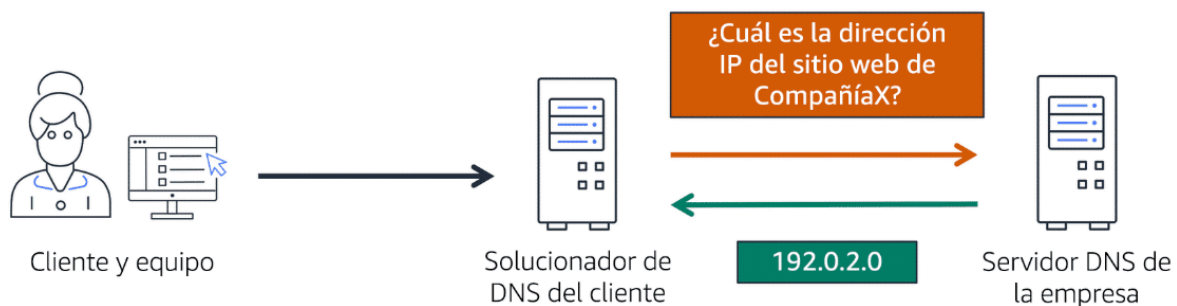 ¿Cuál es la dirección
IP del sitio web de
CompañíaX?
Cliente y equipo
Solucionador de
DNS del cliente
192.0.2.0
Servidor DNS de
la empresa